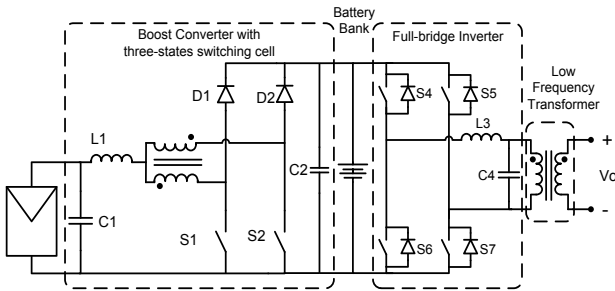 Boost Converter with
three-states switching cell
Battery
Bank
Full-bridge Inverter
Low
Frequency
Transformer
D1
D2
S4
S5
L1
L3
+
C1
C2
C4
Vo
S1
S2
S6
S7
-